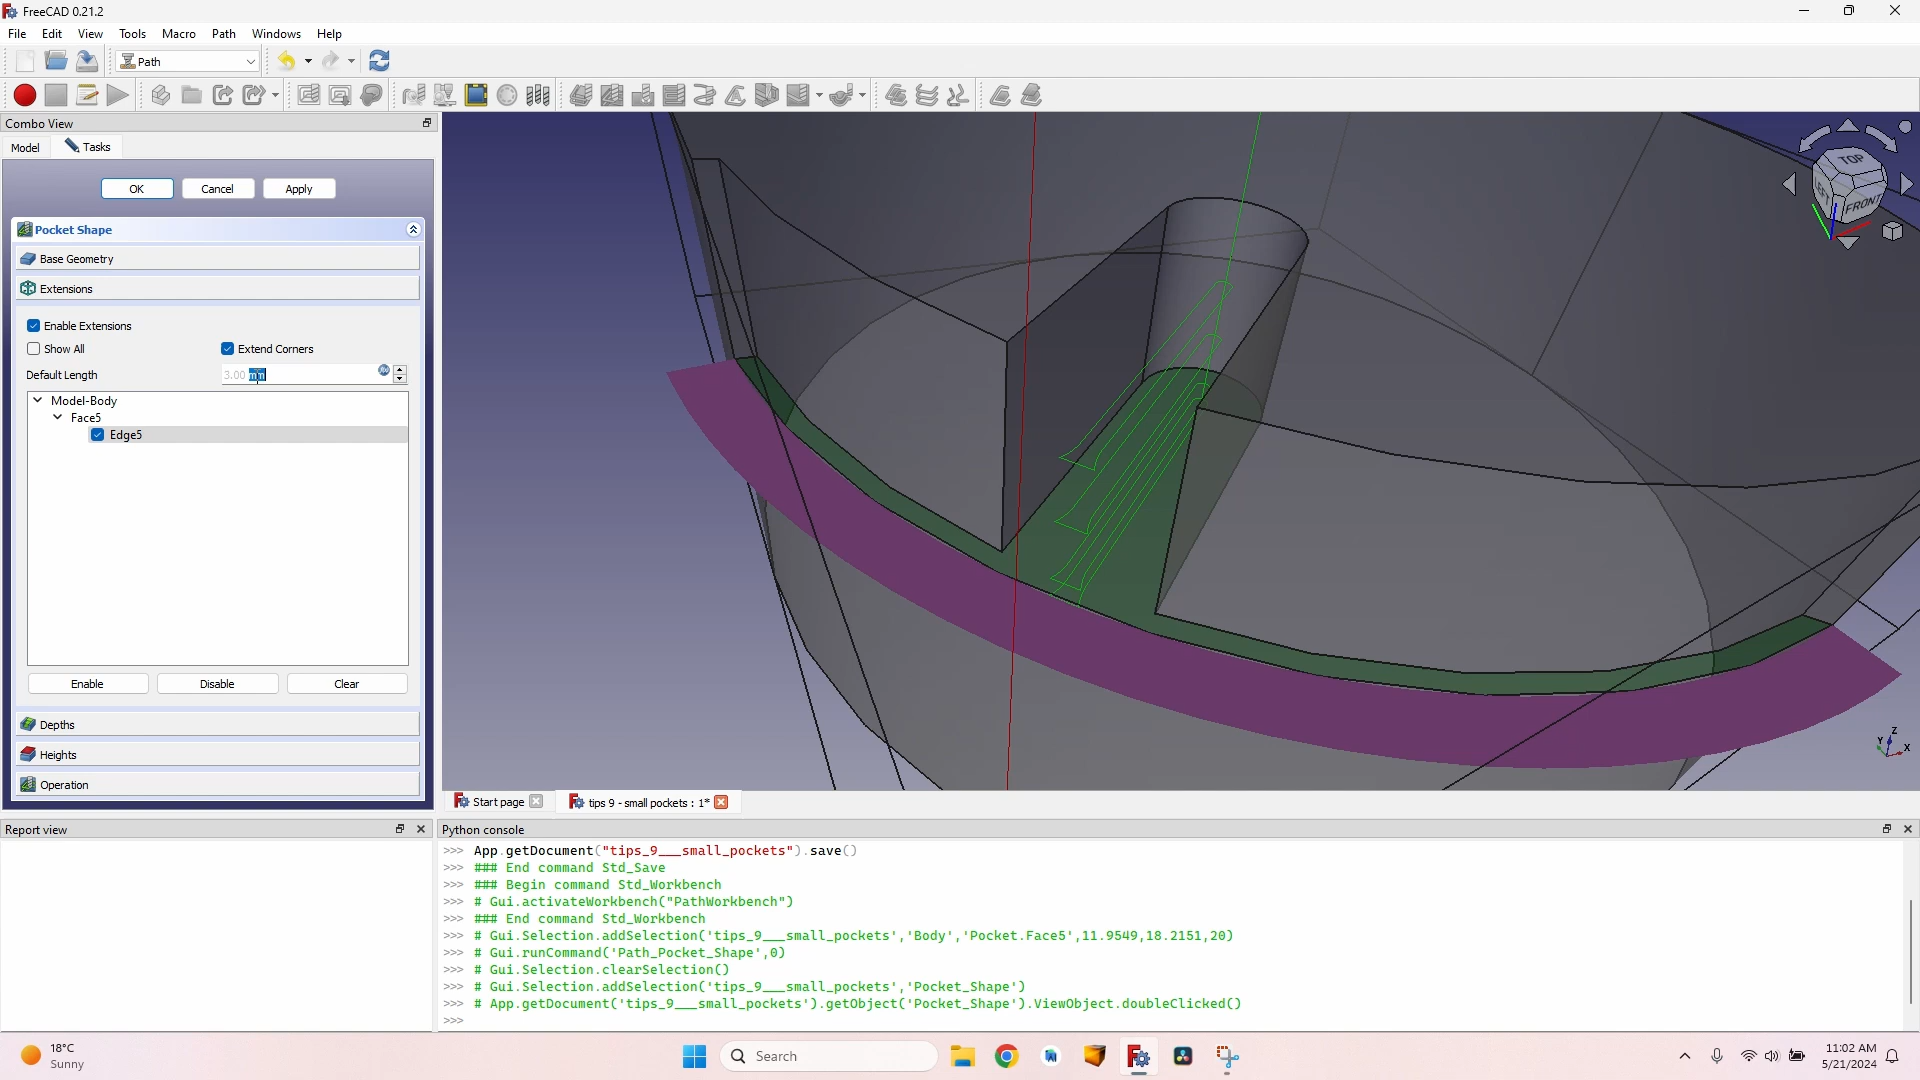 FreeCAD 0.21.2
File Edit View Tools Macro Path Windows Help
Path
Combo View
Model Tasks
OK Cancel Apply
Pocket Shape
Base Geometry
Extensions
Enable Extensions
Show All Extend Corners
Default Length 3.00 mm
Model-Body
Face5
Edge5
Enable Disable Clear
Depths
Heights
Operation
TOP
LEFT FRONT
Z
Y X
Start page tips 9 - small pockets : 1*
Report view
Python console
>>> App.getDocument("tips_9___small_pockets").save()
>>> ### End command Std_Save
>>> ### Begin command Std_Workbench
>>> # Gui.activateWorkbench("PathWorkbench")
>>> ### End command Std_Workbench
>>> # Gui.Selection.addSelection('tips_9___small_pockets','Body','Pocket.Face5',11.9549,18.2151,20)
>>> # Gui.runCommand('Path_Pocket_Shape',0)
>>> # Gui.Selection.clearSelection()
>>> # Gui.Selection.addSelection('tips_9___small_pockets','Pocket_Shape')
>>> # App.getDocument('tips_9___small_pockets').getObject('Pocket_Shape').ViewObject.doubleClicked()
>>>
18°C
Sunny
Search
11:02 AM
5/21/2024